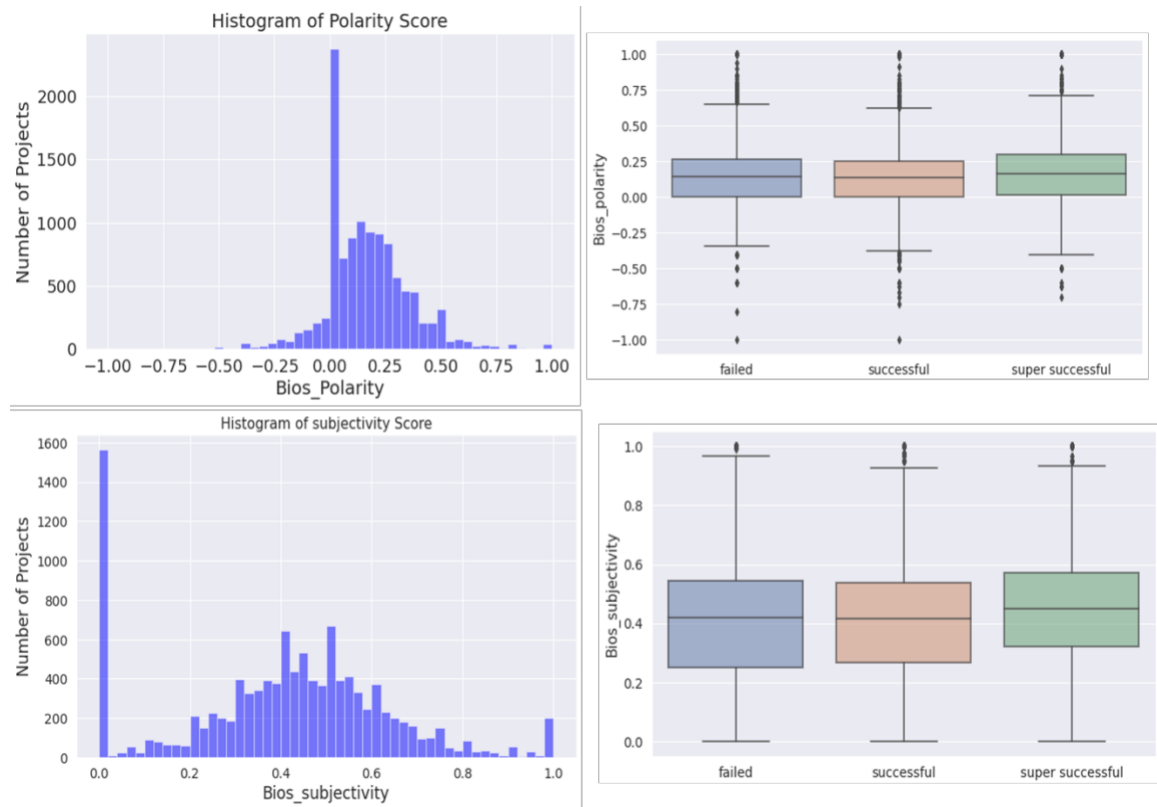 Histogram of Polarity Score
Number of Projects
2000
1500
1000
500
0
−1.00 −0.75 −0.50 −0.25 0.00 0.25 0.50 0.75 1.00
Bios_Polarity
Bios_polarity
1.00
0.75
0.50
0.25
0.00
−0.25
−0.50
−0.75
−1.00
failed successful super successful
Histogram of subjectivity Score
Number of Projects
1600
1400
1200
1000
800
600
400
200
0
0.0 0.2 0.4 0.6 0.8 1.0
Bios_subjectivity
Bios_subjectivity
1.0
0.8
0.6
0.4
0.2
0.0
failed successful super successful